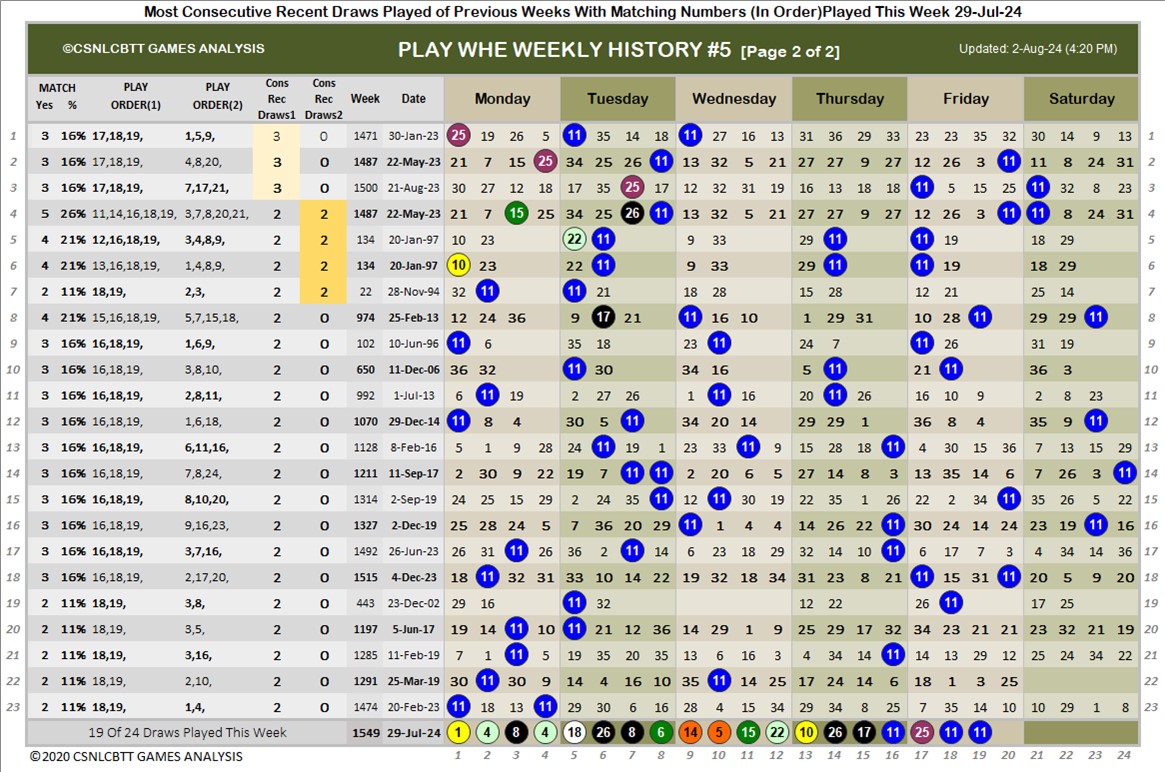 Most Consecutive Recent Draws Played of Previous Weeks With Matching Numbers (In Order)Played This Week 29-Jul-24
©CSNLCBTT GAMES ANALYSIS PLAY WHE WEEKLY HISTORY #5 [Page 2 of 2] Updated: 2-Aug-24 (4:20 PM)
MATCH Yes % PLAY ORDER(1) PLAY ORDER(2) Cons Rec Draws1 Cons Rec Draws2 Week Date Monday Tuesday Wednesday Thursday Friday Saturday
1 3 16% 17,18,19, 1,5,9, 3 0 1471 30-Jan-23 25 19 26 5 11 35 14 18 11 27 16 13 31 36 29 33 23 23 35 32 30 14 9 13 1
2 3 16% 17,18,19, 4,8,20, 3 0 1487 22-May-23 21 7 15 25 34 25 26 11 13 32 5 21 27 27 9 27 12 26 3 11 11 8 24 31 2
3 3 16% 17,18,19, 7,17,21, 3 0 1500 21-Aug-23 30 27 12 18 17 35 25 17 12 32 31 19 16 13 18 18 11 5 15 25 11 32 8 23 3
4 5 26% 11,14,16,18,19, 3,7,8,20,21, 2 2 1487 22-May-23 21 7 15 25 34 25 26 11 13 32 5 21 27 27 9 27 12 26 3 11 11 8 24 31 4
5 4 21% 12,16,18,19, 3,4,8,9, 2 2 134 20-Jan-97 10 23 22 11 9 33 29 11 11 19 18 29 5
6 4 21% 13,16,18,19, 1,4,8,9, 2 2 134 20-Jan-97 10 23 22 11 9 33 29 11 11 19 18 29 6
7 2 11% 18,19, 2,3, 2 2 22 28-Nov-94 32 11 11 21 18 28 15 28 12 21 25 14 7
8 4 21% 15,16,18,19, 5,7,15,18, 2 0 974 25-Feb-13 12 24 36 9 17 21 11 16 10 1 29 31 10 28 11 29 29 11 8
9 3 16% 16,18,19, 1,6,9, 2 0 102 10-Jun-96 11 6 35 18 23 11 24 7 11 26 31 19 9
10 3 16% 16,18,19, 3,8,10, 2 0 650 11-Dec-06 36 32 11 30 34 16 5 11 21 11 36 3 10
11 3 16% 16,18,19, 2,8,11, 2 0 992 1-Jul-13 6 11 19 2 27 26 1 11 16 20 11 26 16 10 9 2 8 23 11
12 3 16% 16,18,19, 1,6,18, 2 0 1070 29-Dec-14 11 8 4 30 5 11 34 20 14 29 29 1 36 8 4 35 9 11 12
13 3 16% 16,18,19, 6,11,16, 2 0 1128 8-Feb-16 5 1 9 28 24 11 19 1 23 33 11 9 15 28 18 11 4 30 15 36 7 13 15 29 13
14 3 16% 16,18,19, 7,8,24, 2 0 1211 11-Sep-17 2 30 9 22 19 7 11 11 2 20 6 5 27 14 8 3 13 35 14 6 7 26 3 11 14
15 3 16% 16,18,19, 8,10,20, 2 0 1314 2-Sep-19 24 25 15 29 2 24 35 11 12 11 30 19 22 35 1 26 22 2 34 11 35 26 5 22 15
16 3 16% 16,18,19, 9,16,23, 2 0 1327 2-Dec-19 25 28 24 5 7 36 20 29 11 1 4 4 14 26 22 11 30 24 14 24 23 19 11 16 16
17 3 16% 16,18,19, 3,7,16, 2 0 1492 26-Jun-23 26 31 11 26 36 2 11 14 6 23 18 29 32 14 10 11 6 17 7 3 4 34 14 36 17
18 3 16% 16,18,19, 2,17,20, 2 0 1515 4-Dec-23 18 11 32 31 33 10 14 22 19 32 18 34 31 23 8 21 11 15 31 11 20 5 9 20 18
19 2 11% 18,19, 3,8, 2 0 443 23-Dec-02 29 16 11 32 12 22 26 11 17 25 19
20 2 11% 18,19, 3,5, 2 0 1197 5-Jun-17 19 14 11 10 11 21 12 36 14 29 1 9 25 29 17 32 34 23 21 21 23 32 21 19 20
21 2 11% 18,19, 3,16, 2 0 1285 11-Feb-19 7 1 11 5 19 35 20 35 13 6 16 3 4 34 14 11 14 13 29 12 25 24 34 22 21
22 2 11% 18,19, 2,10, 2 0 1291 25-Mar-19 30 11 30 9 14 4 16 10 35 11 14 25 17 24 14 6 18 1 3 25 22
23 2 11% 18,19, 1,4, 2 0 1474 20-Feb-23 11 18 13 11 29 30 6 16 28 4 15 34 29 34 8 25 7 35 14 10 10 29 1 8 23
19 Of 24 Draws Played This Week 1549 29-Jul-24 1 4 8 4 18 26 8 6 14 5 15 22 10 26 17 11 25 11 11
©2020 CSNLCBTT GAMES ANALYSIS 1 2 3 4 5 6 7 8 9 10 11 12 13 14 15 16 17 18 19 20 21 22 23 24